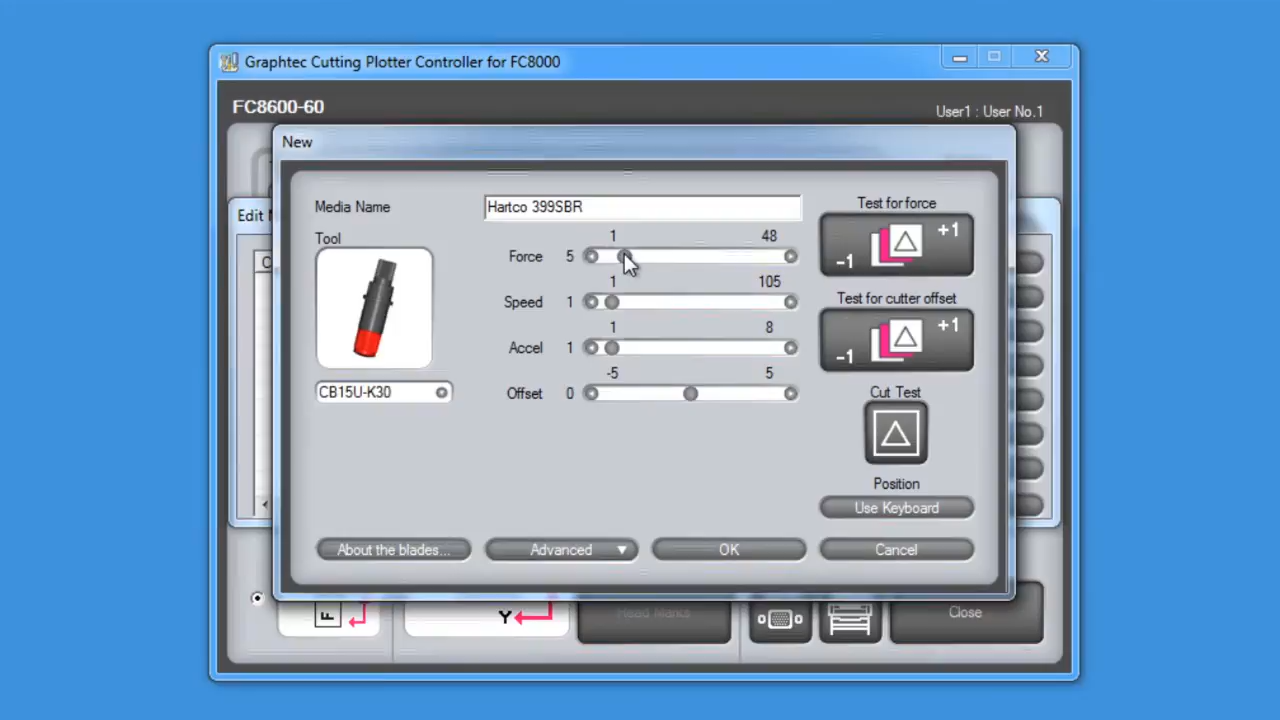 Graphtec Cutting Plotter Controller for FC8000
FC8600-60
User1 : User No.1
New
Edit
Media Name
Hartco 399SBR
Test for force
Tool
1
48
+1
-1
Force
5
1
105
Speed
1
Test for cutter offset
1
8
+1
-1
Accel
1
-5
5
CB15U-K30
Offset
0
Cut Test
Position
Use Keyboard
About the blades...
Advanced
OK
Cancel
F
Y
Read Marks
Close